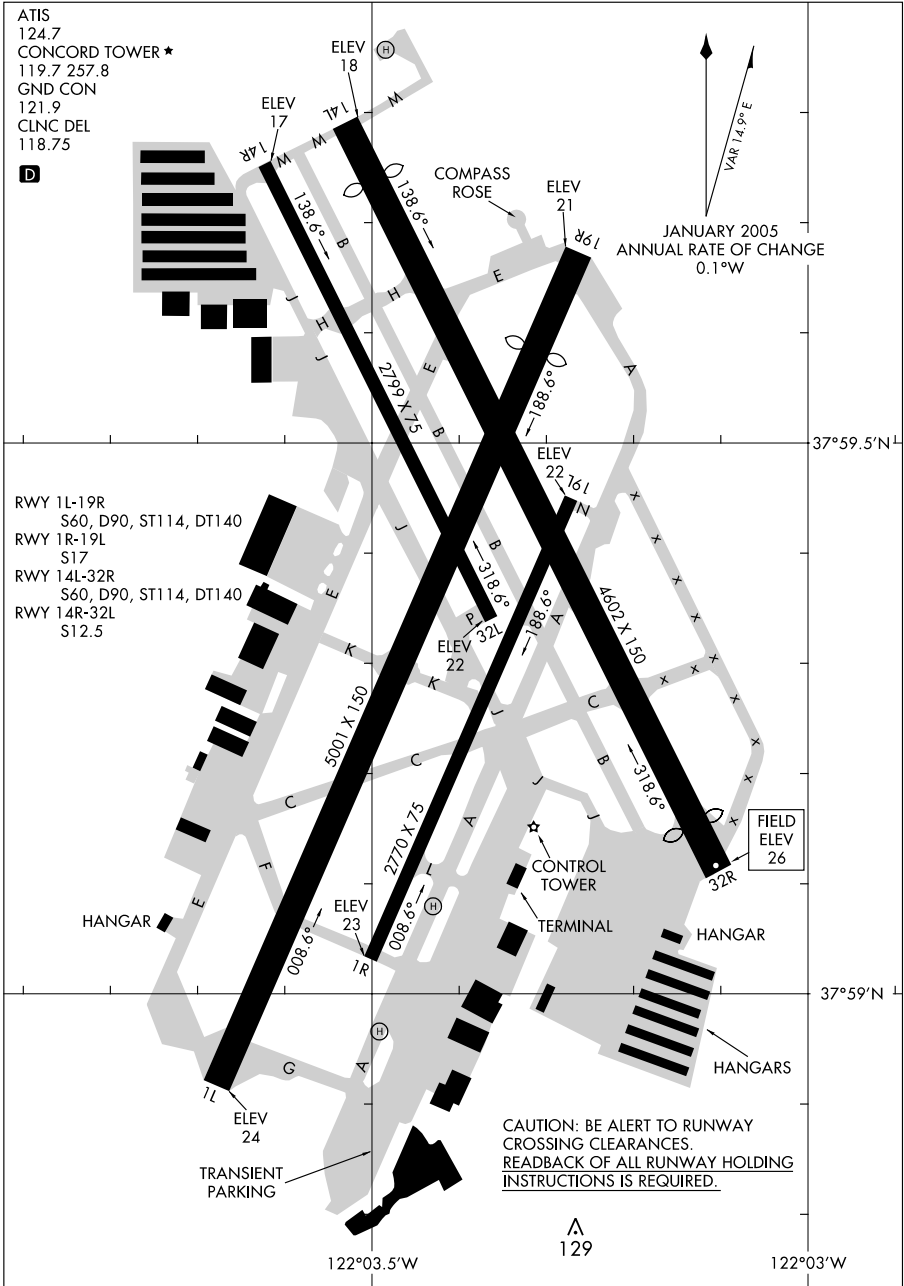 ATIS
124.7
CONCORD TOWER ★
119.7 257.8
GND CON
121.9
CLNC DEL
118.75
D
ELEV
17
ELEV
18
H
14R
14L
W
W
W
138.6°
138.6°
B
COMPASS
ROSE
ELEV
21
19R
VAR 14.9° E
JANUARY 2005
ANNUAL RATE OF CHANGE
0.1°W
J
H
J
H
E
E
A
2799 X 75
B
188.6°
37°59.5'N
ELEV
22
19L
N
RWY 1L-19R
S60, D90, ST114, DT140
RWY 1R-19L
S17
RWY 14L-32R
S60, D90, ST114, DT140
RWY 14R-32L
S12.5
J
B
E
318.6°
188.6°
A
4602 X 150
P
32L
ELEV
22
K
K
J
C
X
X
X
X
X
X
X
X
X
X
5001 X 150
C
C
B
318.6°
J
J
A
2770 X 75
FIELD
ELEV
26
32R
CONTROL
TOWER
TERMINAL
F
L
H
E
HANGAR
008.6°
ELEV
23
008.6°
1R
HANGAR
37°59'N
HANGARS
H
G
A
1L
ELEV
24
TRANSIENT
PARKING
CAUTION: BE ALERT TO RUNWAY
CROSSING CLEARANCES.
READBACK OF ALL RUNWAY HOLDING
INSTRUCTIONS IS REQUIRED.
129
122°03.5'W
122°03'W